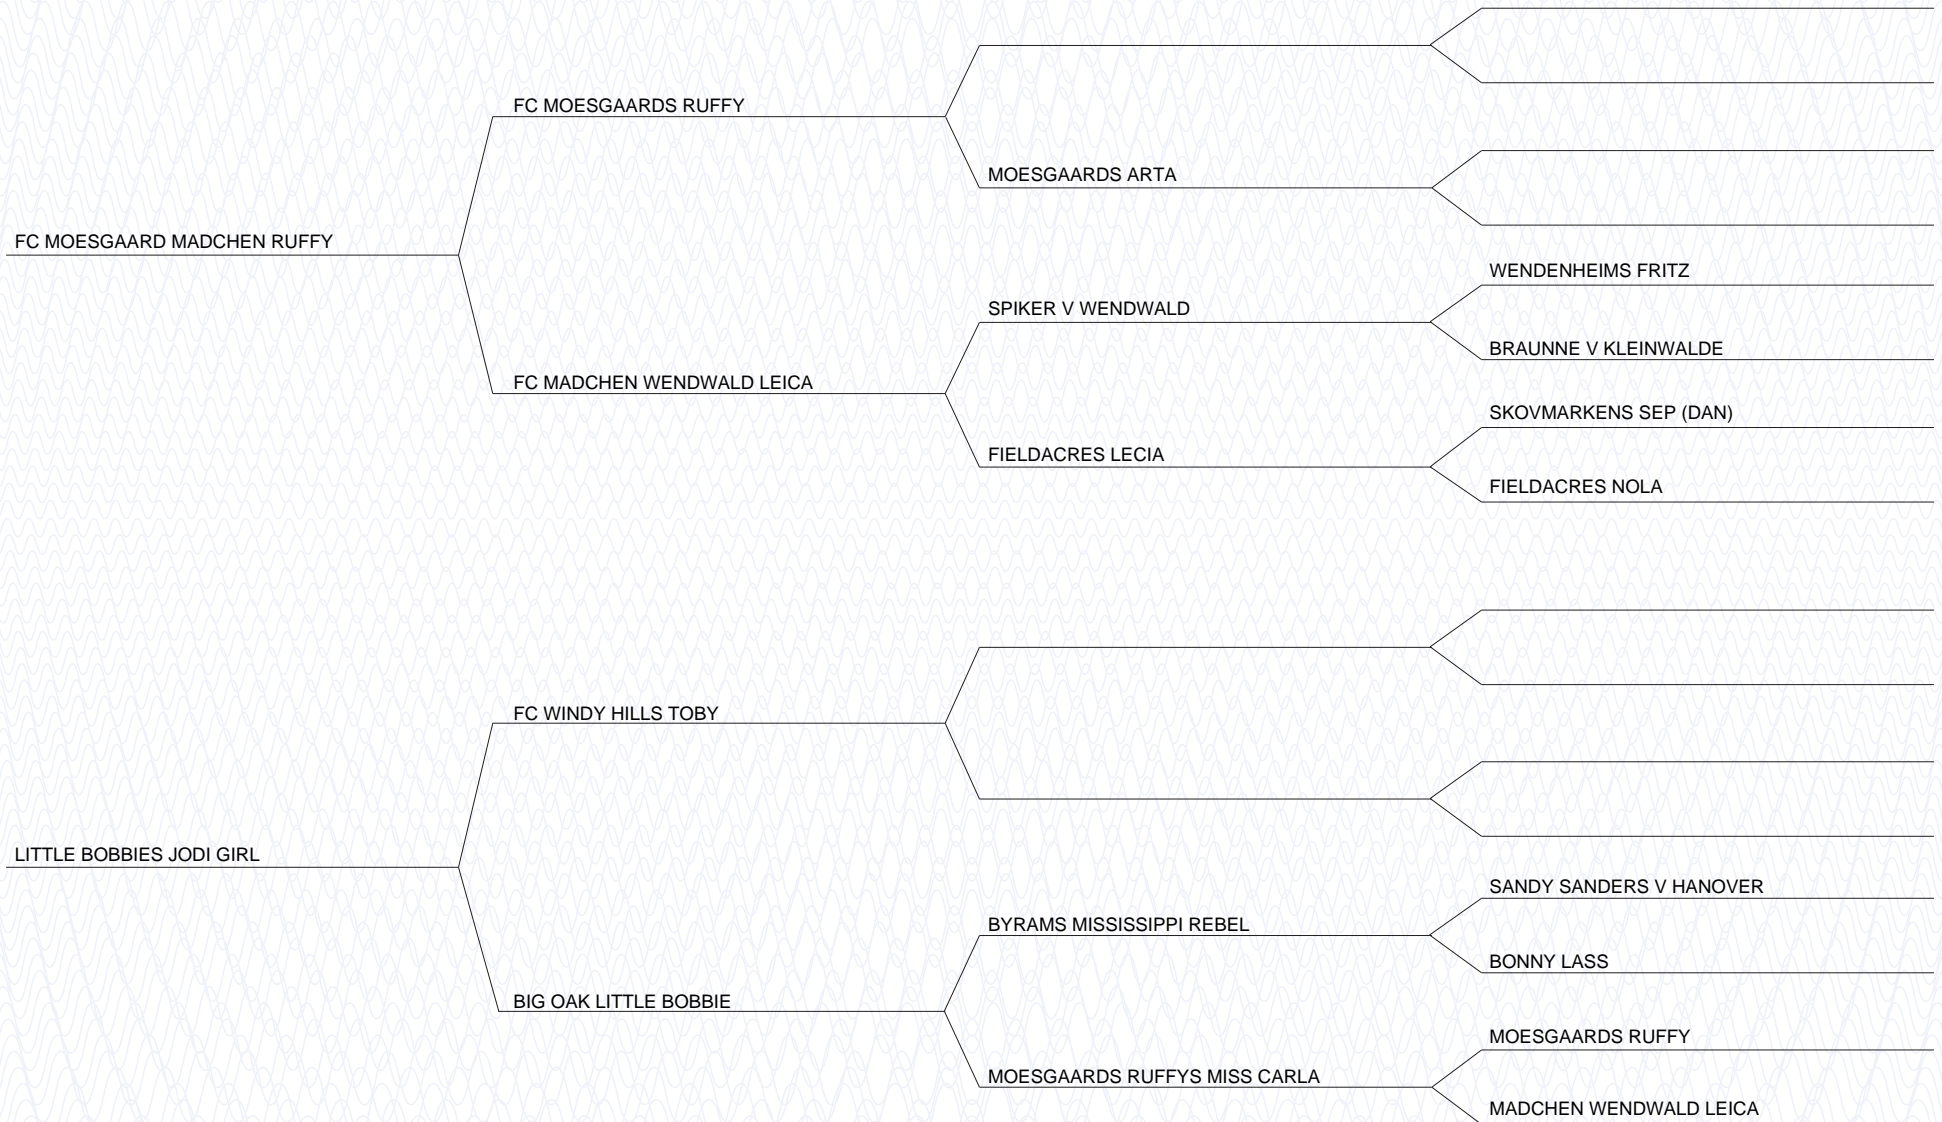 FC MOESGAARDS RUFFY
MOESGAARDS ARTA
FC MOESGAARD MADCHEN RUFFY
WENDENHEIMS FRITZ
SPIKER V WENDWALD
BRAUNNE V KLEINWALDE
FC MADCHEN WENDWALD LEICA
SKOVMARKENS SEP (DAN)
FIELDACRES LECIA
FIELDACRES NOLA
FC WINDY HILLS TOBY
LITTLE BOBBIES JODI GIRL
SANDY SANDERS V HANOVER
BYRAMS MISSISSIPPI REBEL
BONNY LASS
BIG OAK LITTLE BOBBIE
MOESGAARDS RUFFY
MOESGAARDS RUFFYS MISS CARLA
MADCHEN WENDWALD LEICA